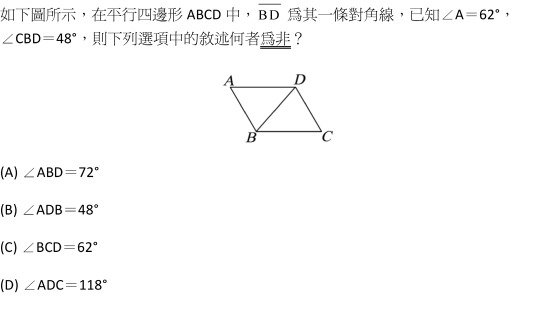 如下圖所示，在平行四邊形 ABCD 中，BD 爲其一條對角線，已知∠A＝62°，
∠CBD＝48°，則下列選項中的敘述何者爲非？
A D
B C
(A) ∠ABD＝72°
(B) ∠ADB＝48°
(C) ∠BCD＝62°
(D) ∠ADC＝118°